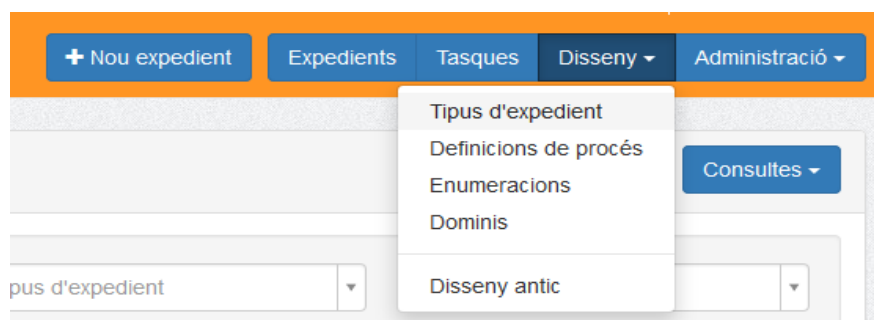 Nou expedient Expedients Tasques Disseny Administració
Tipus d'expedient
Definicions de procés
Consultes
Enumeracions
Dominis
pus d'expedient
Disseny antic